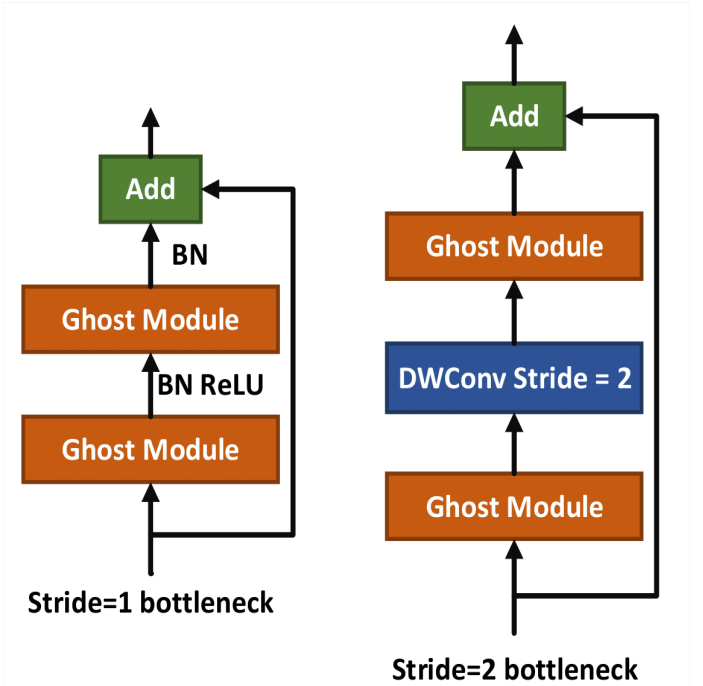 Add
BN
Ghost Module
BN ReLU
Ghost Module
Stride=1 bottleneck
Add
Ghost Module
DWConv Stride = 2
Ghost Module
Stride=2 bottleneck